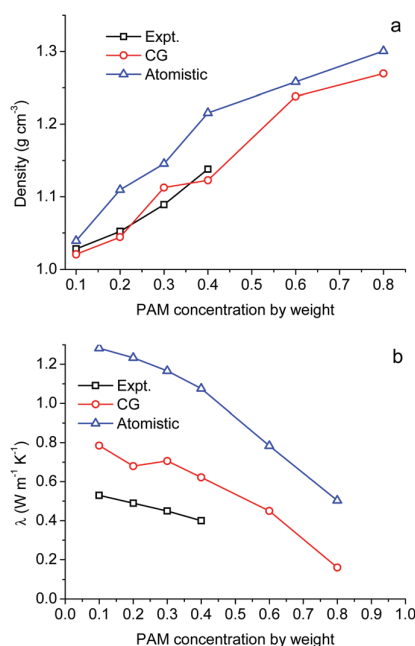 a
Expt.
CG
Atomistic
Density (g cm⁻³)
1.3
1.2
1.1
1.0
0.1 0.2 0.3 0.4 0.5 0.6 0.7 0.8
PAM concentration by weight
b
Expt.
CG
Atomistic
λ (W m⁻¹ K⁻¹)
1.2
1.0
0.8
0.6
0.4
0.2
0.0
0.0 0.1 0.2 0.3 0.4 0.5 0.6 0.7 0.8 0.9 1.0
PAM concentration by weight